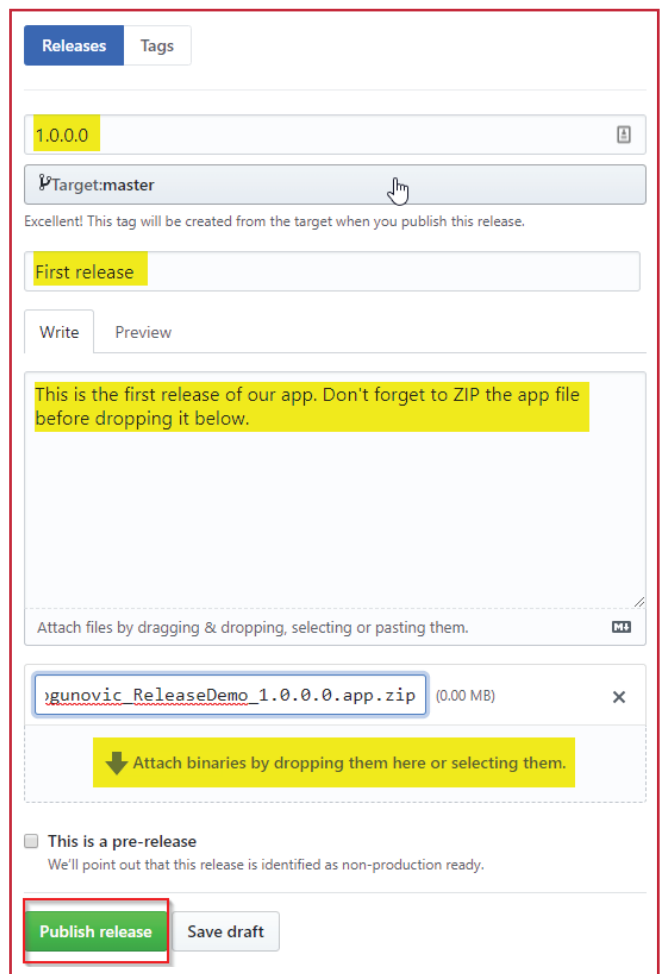 Releases Tags
1.0.0.0
Target:master
Excellent! This tag will be created from the target when you publish this release.
First release
Write Preview
This is the first release of our app. Don't forget to ZIP the app file
before dropping it below.
Attach files by dragging & dropping, selecting or pasting them.
M
ogunovic_ReleaseDemo_1.0.0.0.app.zip (0.00 MB)
Attach binaries by dropping them here or selecting them.
This is a pre-release
We'll point out that this release is identified as non-production ready.
Publish release Save draft